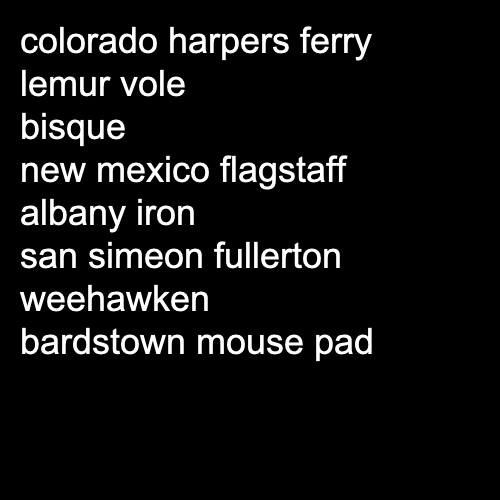 colorado harpers ferry
lemur vole
bisque
new mexico flagstaff
albany iron
san simeon fullerton
weehawken
bardstown mouse pad